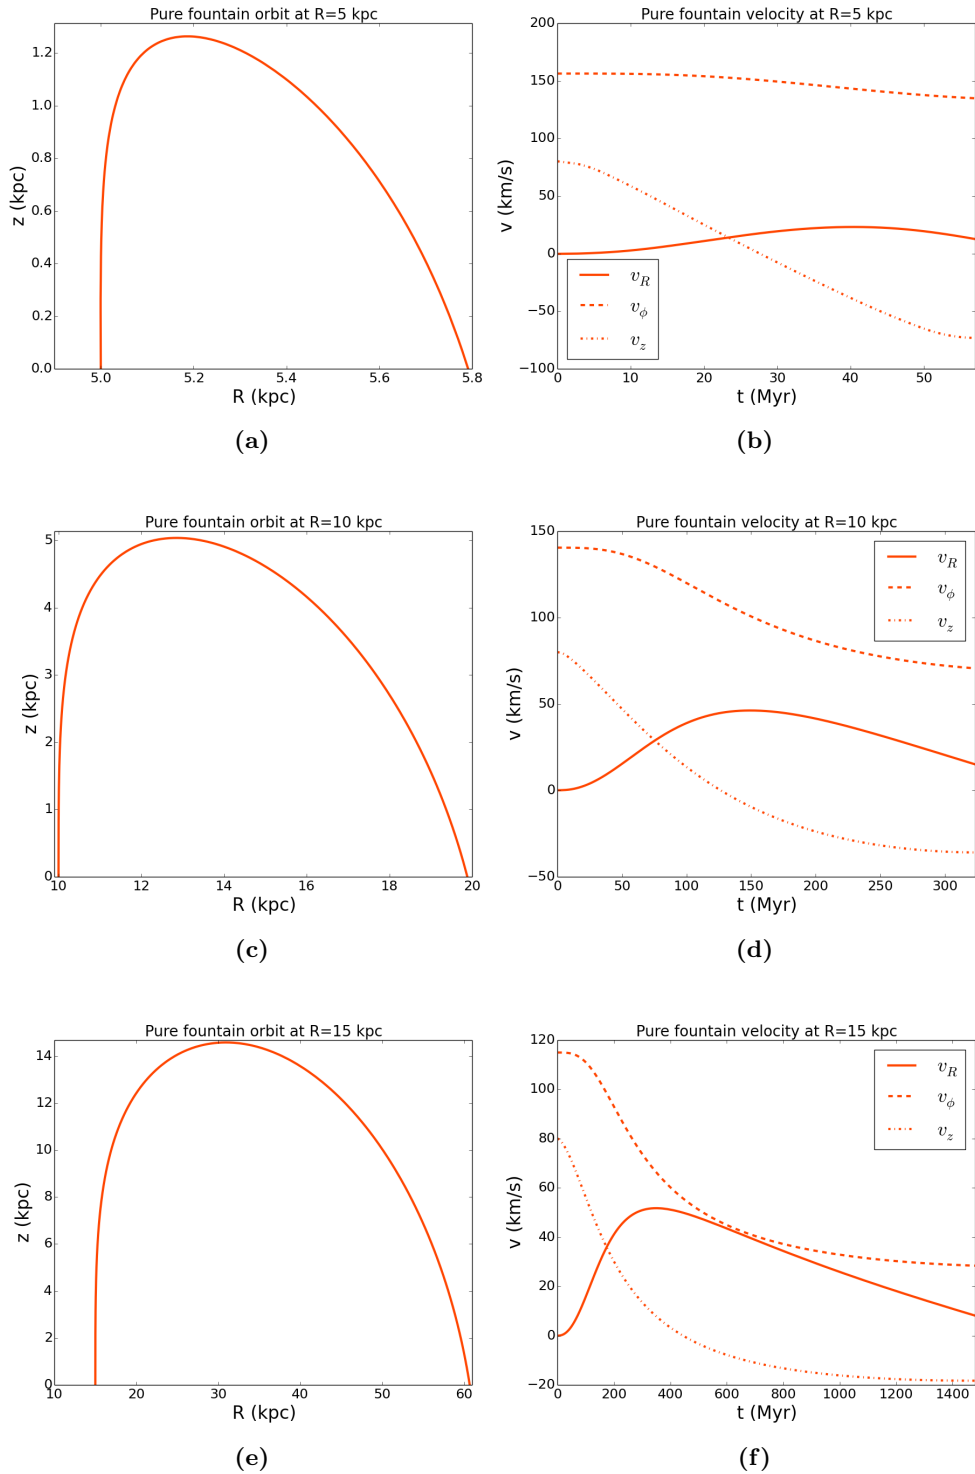 Pure fountain orbit at R=5 kpc
1.2
1.0
0.8
0.6
0.4
0.2
0.0
z (kpc)
5.0 5.2 5.4 5.6 5.8
R (kpc)
(a)
Pure fountain velocity at R=5 kpc
200
150
100
50
0
−50
−100
v (km/s)
v_R
v_ϕ
v_z
0 10 20 30 40 50
t (Myr)
(b)
Pure fountain orbit at R=10 kpc
5
4
3
2
1
0
z (kpc)
10 12 14 16 18 20
R (kpc)
(c)
Pure fountain velocity at R=10 kpc
150
100
50
0
−50
v (km/s)
v_R
v_ϕ
v_z
0 50 100 150 200 250 300
t (Myr)
(d)
Pure fountain orbit at R=15 kpc
14
12
10
8
6
4
2
0
z (kpc)
10 20 30 40 50 60
R (kpc)
(e)
Pure fountain velocity at R=15 kpc
120
100
80
60
40
20
0
−20
v (km/s)
v_R
v_ϕ
v_z
0 200 400 600 800 1000 1200 1400
t (Myr)
(f)